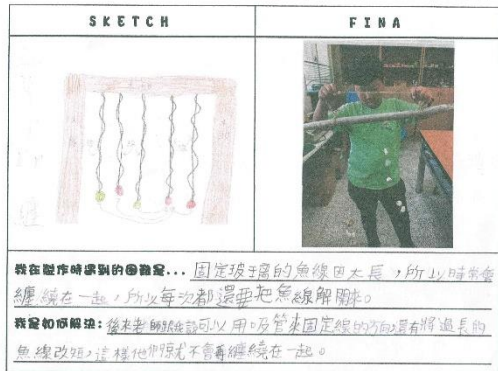 SKETCH
FINA
我在製作時遇到的困難是... 固定玻璃的魚線因太長,所以時常會
纏繞在一起,所以每次都還要把魚線解開來。
我是如何解決:後來老師說可以用吸管來固定線的方向還有將過長的
魚線改短,這樣他們就不會再纏繞在一起。